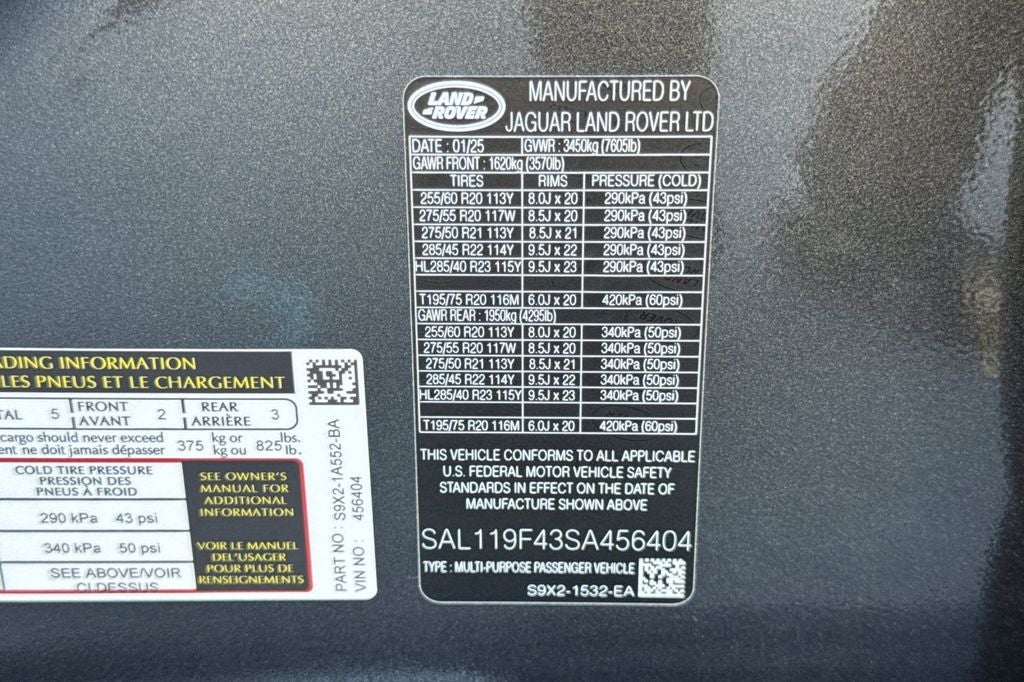 LAND-
-ROVER
MANUFACTURED BY
JAGUAR LAND ROVER LTD
DATE : 01/25 GVWR : 3450kg (7605lb)
GAWR FRONT : 1620kg (3570lb)
TIRES RIMS PRESSURE (COLD)
255/60 R20 113Y 8.0J x 20 290kPa (43psi)
275/55 R20 117W 8.5J x 20 290kPa (43psi)
275/50 R21 113Y 8.5J x 21 290kPa (43psi)
285/45 R22 114Y 9.5J x 22 290kPa (43psi)
HL285/40 R23 115Y 9.5J x 23 290kPa (43psi)
T195/75 R20 116M 6.0J x 20 420kPa (60psi)
GAWR REAR : 1950kg (4295lb)
255/60 R20 113Y 8.0J x 20 340kPa (50psi)
275/55 R20 117W 8.5J x 20 340kPa (50psi)
275/50 R21 113Y 8.5J x 21 340kPa (50psi)
285/45 R22 114Y 9.5J x 22 340kPa (50psi)
HL285/40 R23 115Y 9.5J x 23 340kPa (50psi)
T195/75 R20 116M 6.0J x 20 420kPa (60psi)
THIS VEHICLE CONFORMS TO ALL APPLICABLE
U.S. FEDERAL MOTOR VEHICLE SAFETY
STANDARDS IN EFFECT ON THE DATE OF
MANUFACTURE SHOWN ABOVE
SAL119F43SA456404
TYPE : MULTI-PURPOSE PASSENGER VEHICLE
S9X2-1532-EA
ADING INFORMATION
LES PNEUS ET LE CHARGEMENT
TAL 5 FRONT 2 REAR 3
AVANT ARRIÈRE
cargo should never exceed 375 kg or 825 lbs.
ent ne doit jamais dépasser kg ou lb.
COLD TIRE PRESSURE
PRESSION DES
PNEUS À FROID
290 kPa 43 psi
340 kPa 50 psi
SEE ABOVE/VOIR
CI DESSUS
SEE OWNER'S
MANUAL FOR
ADDITIONAL
INFORMATION
VOIR LE MANUEL
DE L'USAGER
POUR PLUS DE
RENSEIGNEMENTS
PART NO : S9X2-1A552-BA
VIN NO : 456404